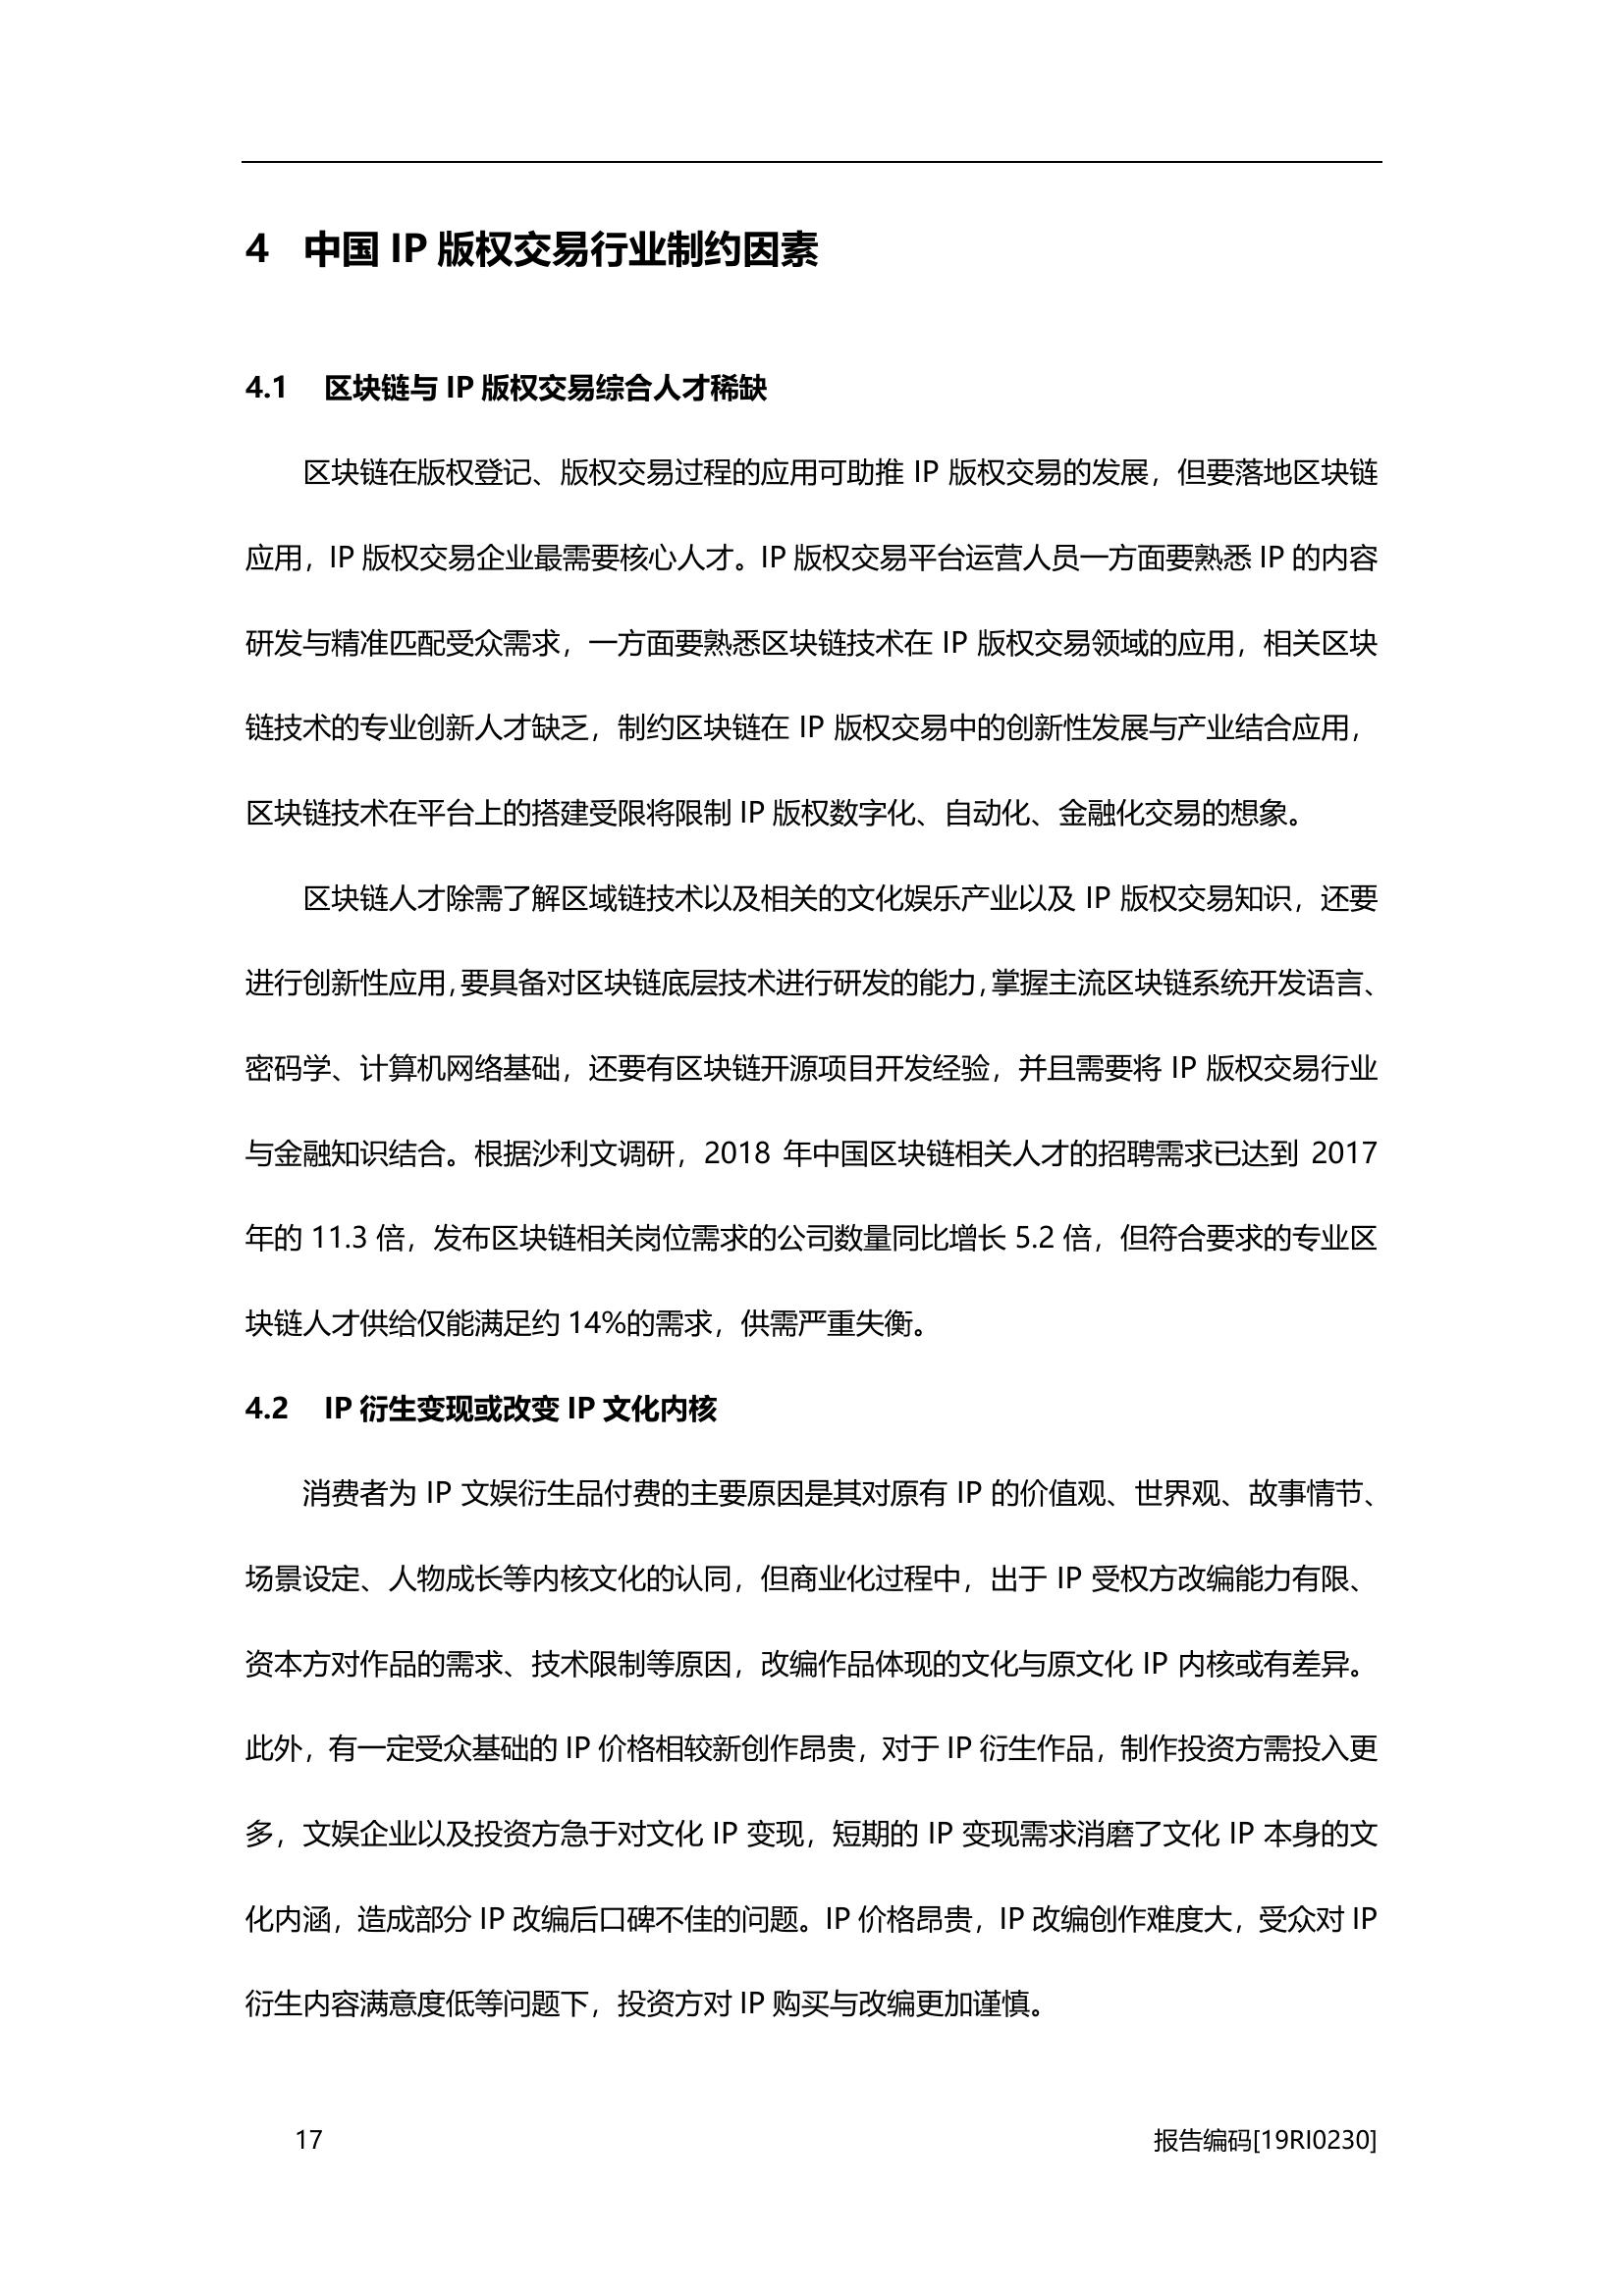 4 中国 IP 版权交易行业制约因素
4.1 区块链与 IP 版权交易综合人才稀缺
区块链在版权登记、版权交易过程的应用可助推 IP 版权交易的发展，但要落地区块链
应用，IP 版权交易企业最需要核心人才。IP 版权交易平台运营人员一方面要熟悉 IP 的内容
研发与精准匹配受众需求，一方面要熟悉区块链技术在 IP 版权交易领域的应用，相关区块
链技术的专业创新人才缺乏，制约区块链在 IP 版权交易中的创新性发展与产业结合应用，
区块链技术在平台上的搭建受限将限制 IP 版权数字化、自动化、金融化交易的想象。
区块链人才除需了解区域链技术以及相关的文化娱乐产业以及 IP 版权交易知识，还要
进行创新性应用，要具备对区块链底层技术进行研发的能力，掌握主流区块链系统开发语言、
密码学、计算机网络基础，还要有区块链开源项目开发经验，并且需要将 IP 版权交易行业
与金融知识结合。根据沙利文调研，2018 年中国区块链相关人才的招聘需求已达到 2017
年的 11.3 倍，发布区块链相关岗位需求的公司数量同比增长 5.2 倍，但符合要求的专业区
块链人才供给仅能满足约 14%的需求，供需严重失衡。
4.2 IP 衍生变现或改变 IP 文化内核
消费者为 IP 文娱衍生品付费的主要原因是其对原有 IP 的价值观、世界观、故事情节、
场景设定、人物成长等内核文化的认同，但商业化过程中，出于 IP 受权方改编能力有限、
资本方对作品的需求、技术限制等原因，改编作品体现的文化与原文化 IP 内核或有差异。
此外，有一定受众基础的 IP 价格相较新创作昂贵，对于 IP 衍生作品，制作投资方需投入更
多，文娱企业以及投资方急于对文化 IP 变现，短期的 IP 变现需求消磨了文化 IP 本身的文
化内涵，造成部分 IP 改编后口碑不佳的问题。IP 价格昂贵，IP 改编创作难度大，受众对 IP
衍生内容满意度低等问题下，投资方对 IP 购买与改编更加谨慎。
17 报告编码[19RI0230]